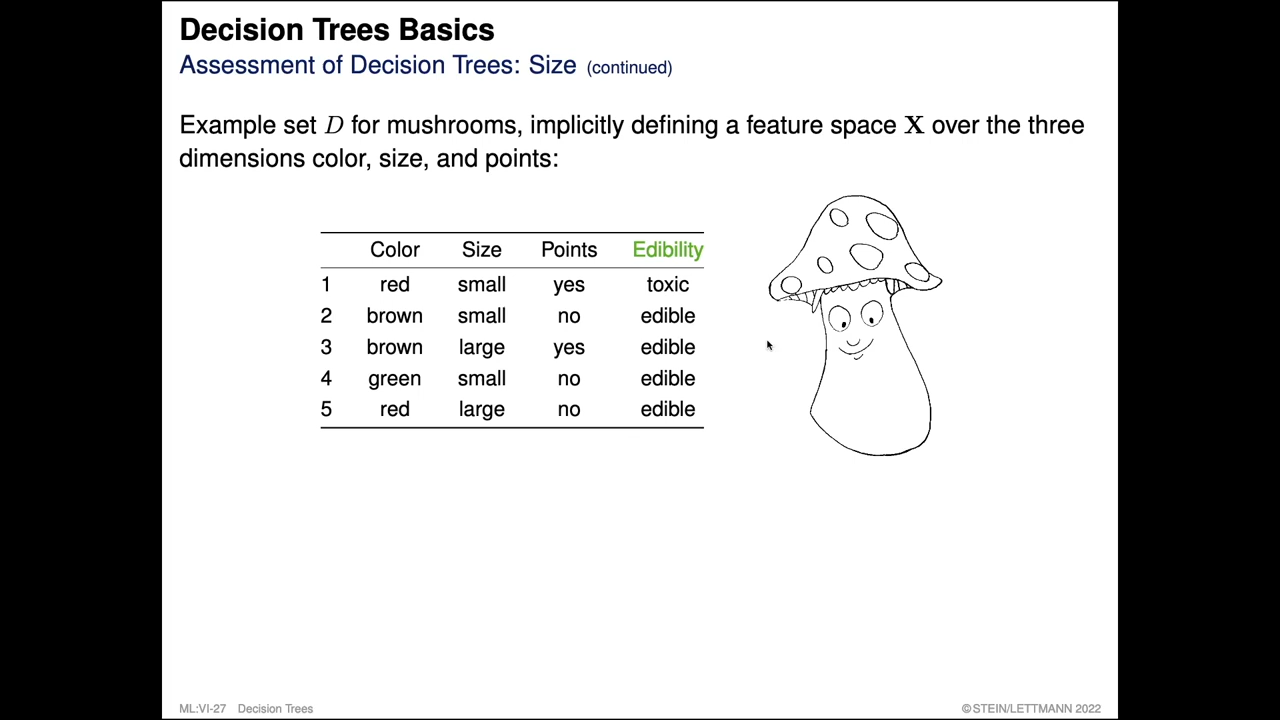 Decision Trees Basics
Assessment of Decision Trees: Size (continued)
Example set D for mushrooms, implicitly defining a feature space X over the three
dimensions color, size, and points:
Color Size Points Edibility
1 red small yes toxic
2 brown small no edible
3 brown large yes edible
4 green small no edible
5 red large no edible
ML:VI-27 Decision Trees ©STEIN/LETTMANN 2022